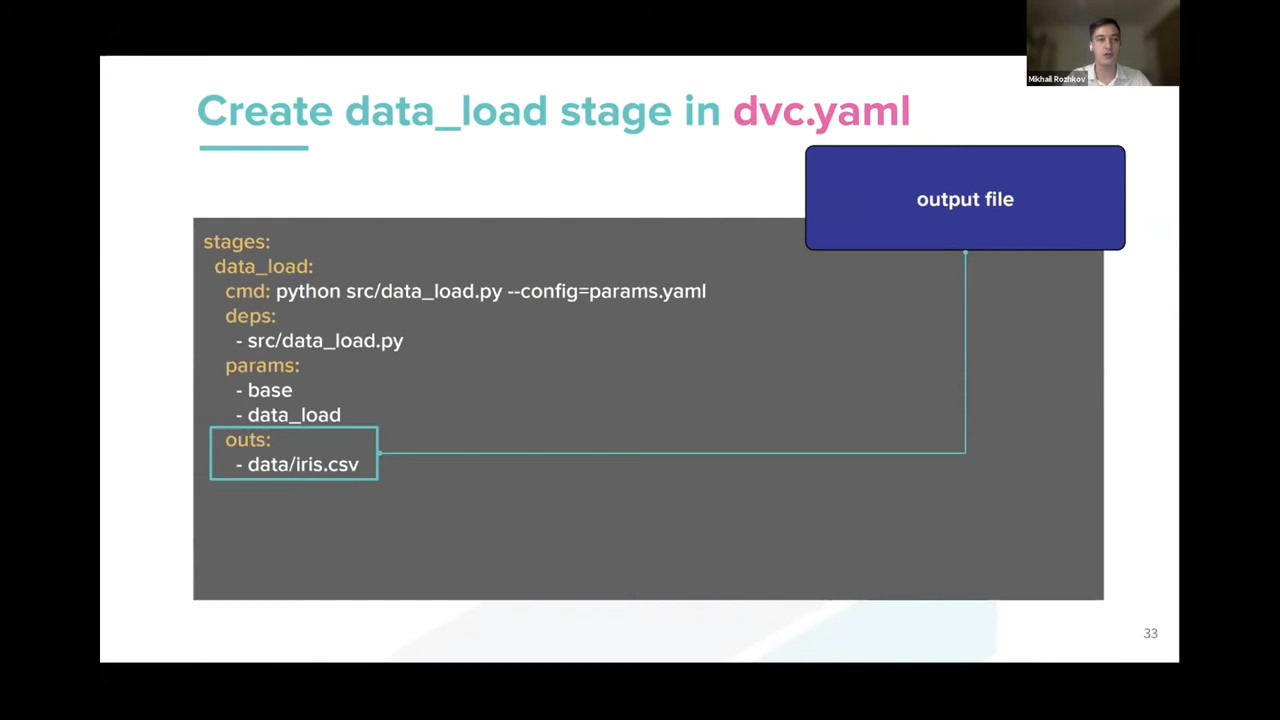 Mikhail Rozhkov
Create data_load stage in dvc.yaml
output file
stages:
data_load:
cmd: python src/data_load.py --config=params.yaml
deps:
- src/data_load.py
params:
- base
- data_load
outs:
- data/iris.csv
33